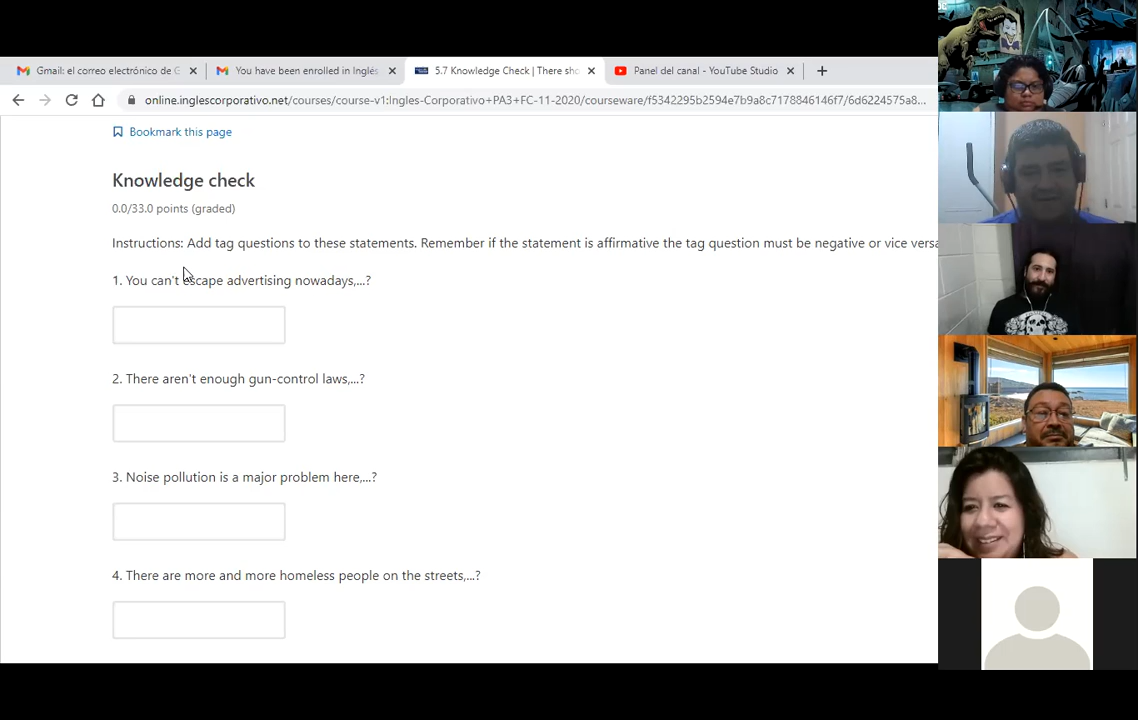 Gmail: el correo electrónico de G
You have been enrolled in Inglés
5.7 Knowledge Check | There sho
Panel del canal - YouTube Studio
online.inglescorporativo.net/courses/course-v1:Ingles-Corporativo+PA3+FC-11-2020/courseware/f5342295b2594e7b9a8c7178846146f7/6d6224575a8...
Bookmark this page
Knowledge check
0.0/33.0 points (graded)
Instructions: Add tag questions to these statements. Remember if the statement is affirmative the tag question must be negative or vice versa
1. You can't escape advertising nowadays,...?
2. There aren't enough gun-control laws,...?
3. Noise pollution is a major problem here,...?
4. There are more and more homeless people on the streets,...?